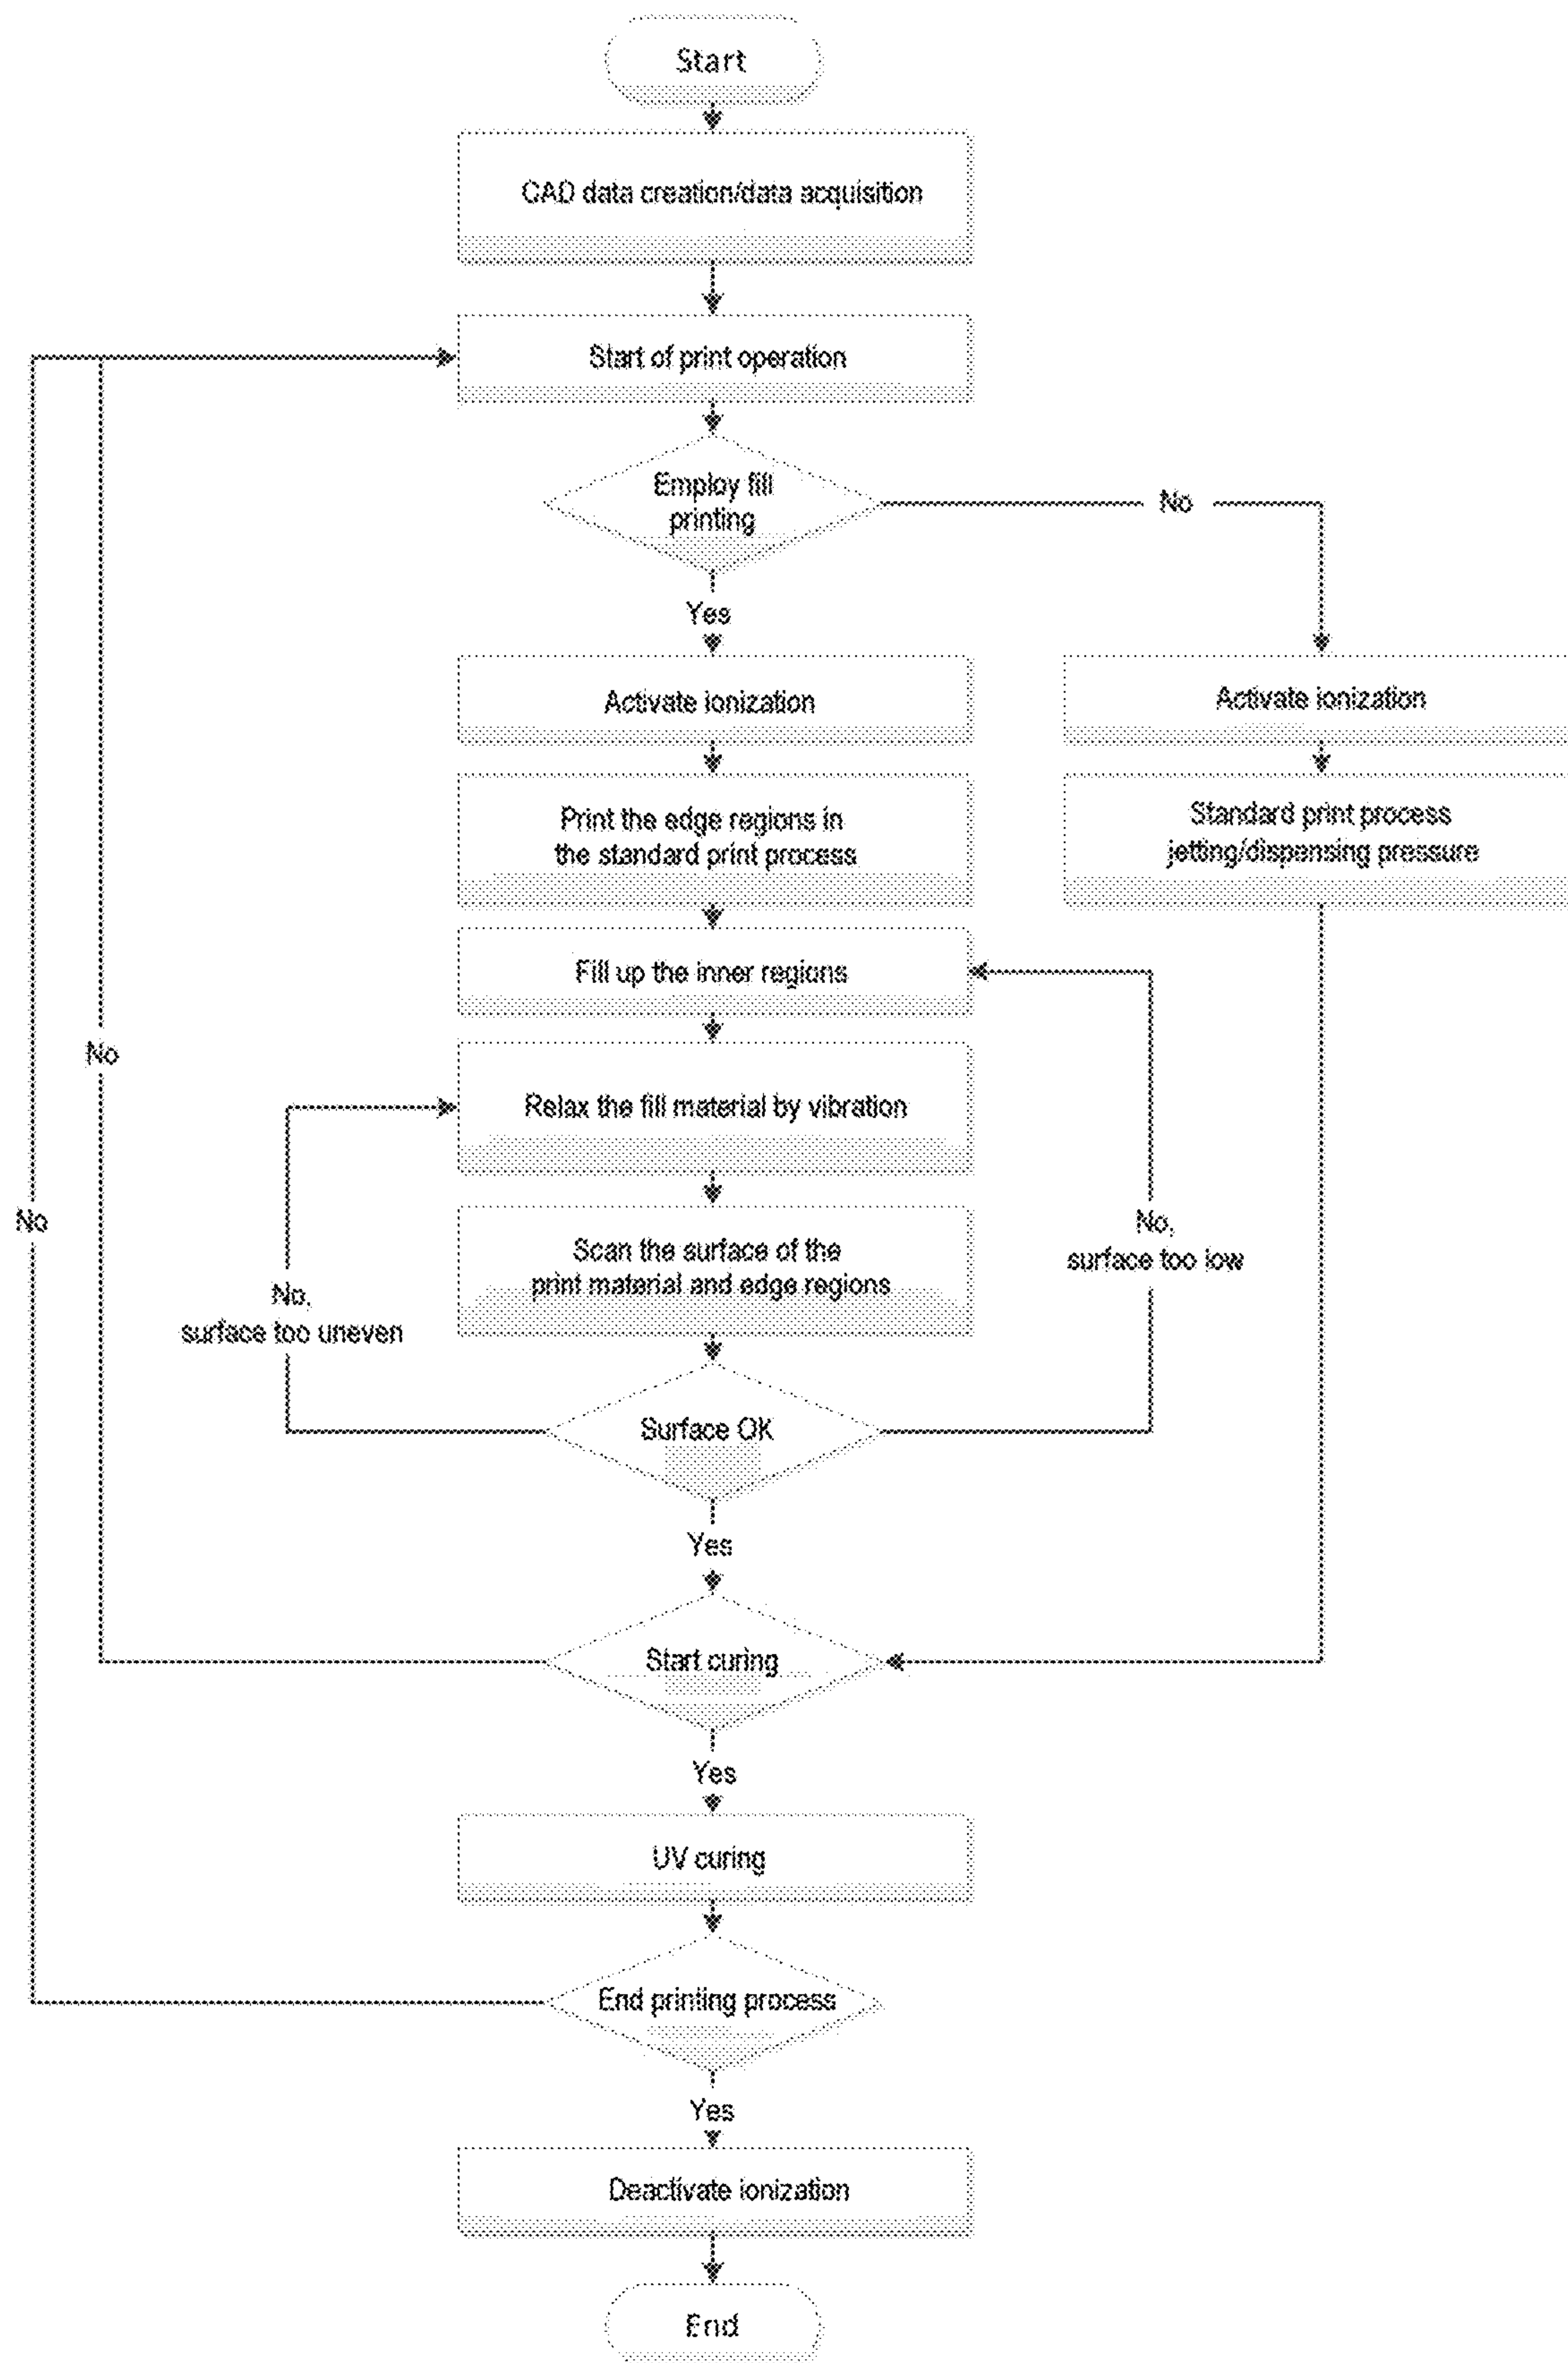 Start
CAD data creation/data acquisition
Start of print operation
Employ fill
printing
No
Yes
Activate ionization
Activate ionization
Print the edge regions in
the standard print process
Standard print process
jetting/dispensing pressure
Fill up the inner regions
No
Relax the fill material by vibration
No
No,
surface too low
Scan the surface of the
print material and edge regions
No,
surface too uneven
Surface OK
Yes
Start curing
Yes
UV curing
End printing process
Yes
Deactivate ionization
End